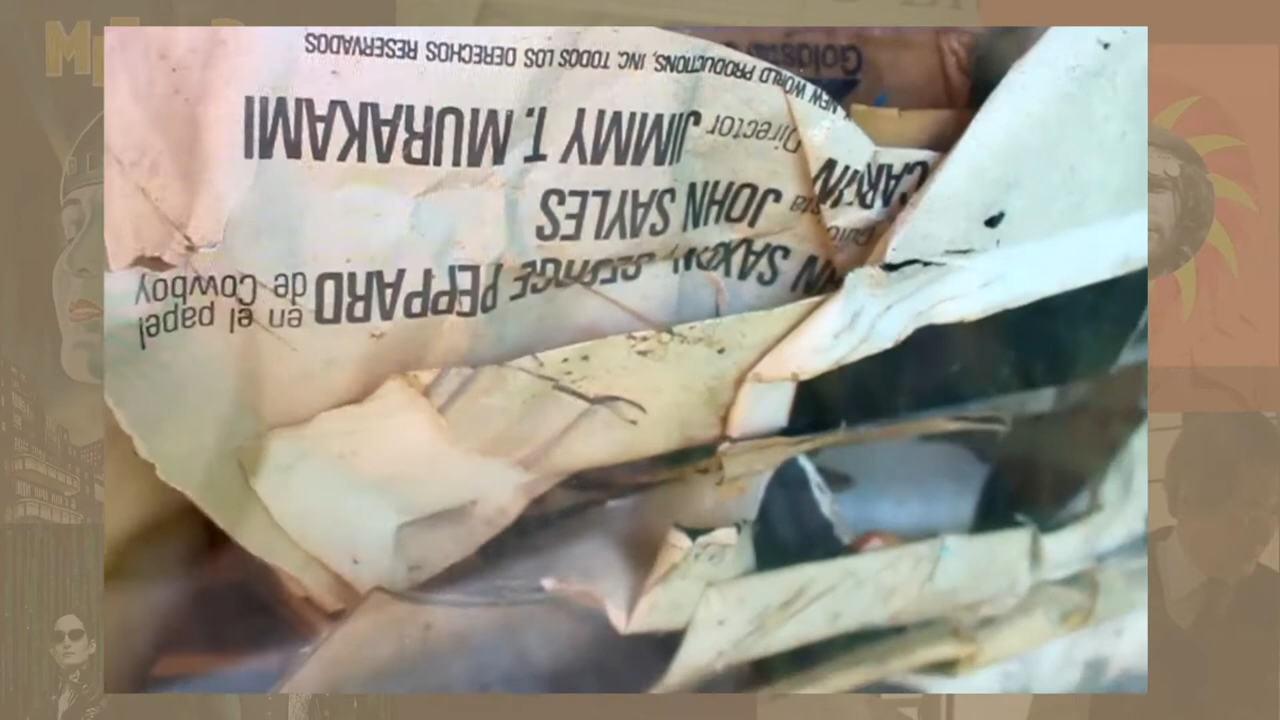 SAXON, GEORGE PEPPARD en el papel
de Cowboy
JOHN SAYLES
Director JIMMY T. MURAKAMI
NEW WORLD PRODUCTIONS, INC. TODOS LOS DERECHOS RESERVADOS